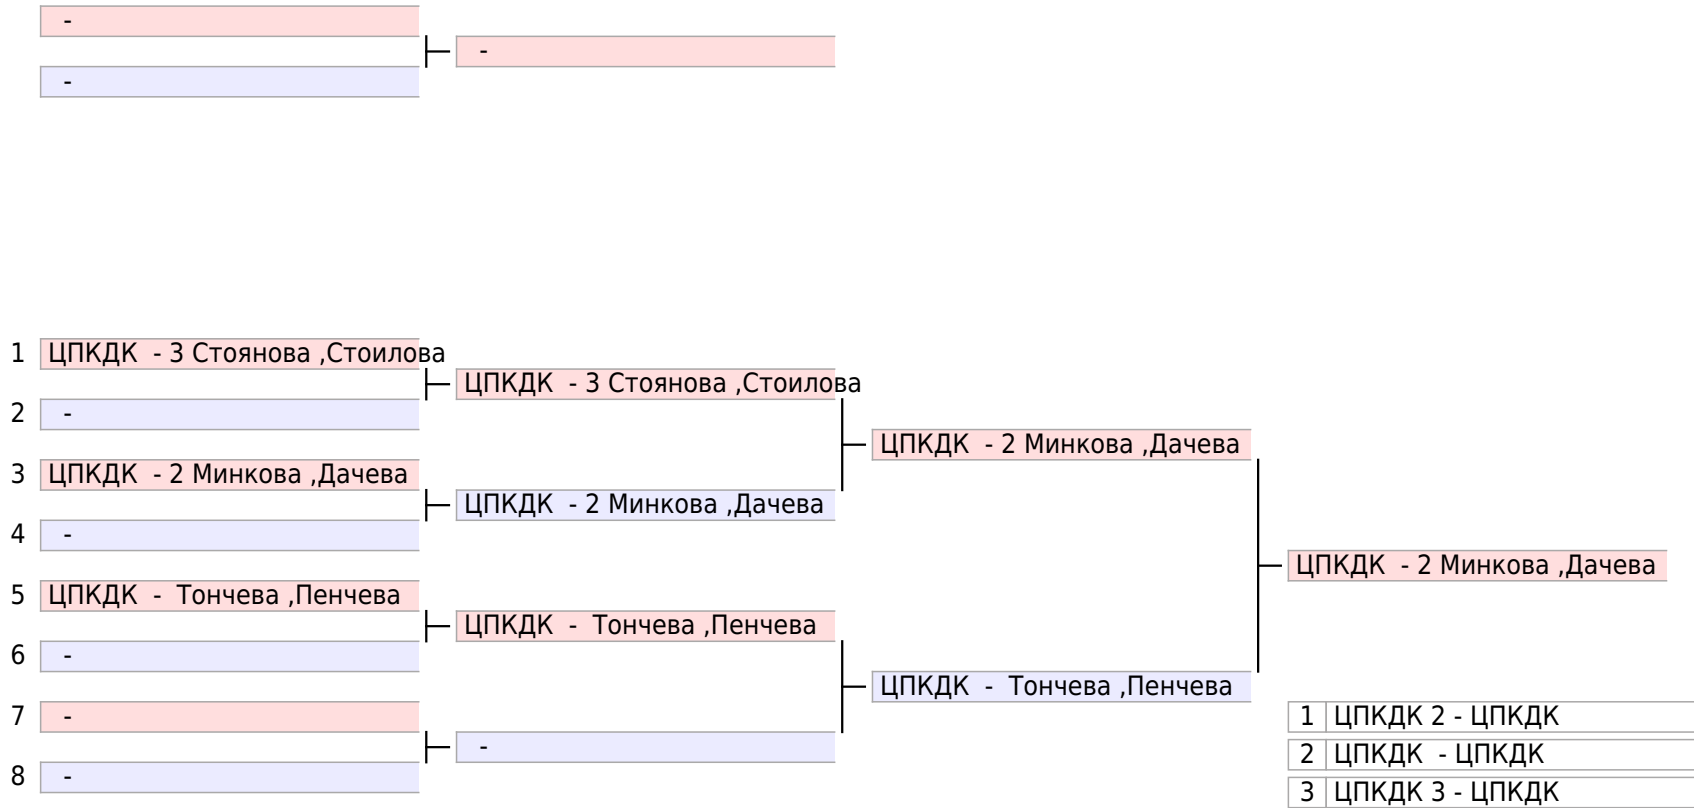 -
-
-
1 ЦПКДК - 3 Стоянова ,Стоилова
ЦПКДК - 3 Стоянова ,Стоилова
2 -
ЦПКДК - 2 Минкова ,Дачева
3 ЦПКДК - 2 Минкова ,Дачева
ЦПКДК - 2 Минкова ,Дачева
4 -
ЦПКДК - 2 Минкова ,Дачева
5 ЦПКДК - Тончева ,Пенчева
ЦПКДК - Тончева ,Пенчева
6 -
ЦПКДК - Тончева ,Пенчева
7 -
-
8 -
1 ЦПКДК 2 - ЦПКДК
2 ЦПКДК - ЦПКДК
3 ЦПКДК 3 - ЦПКДК